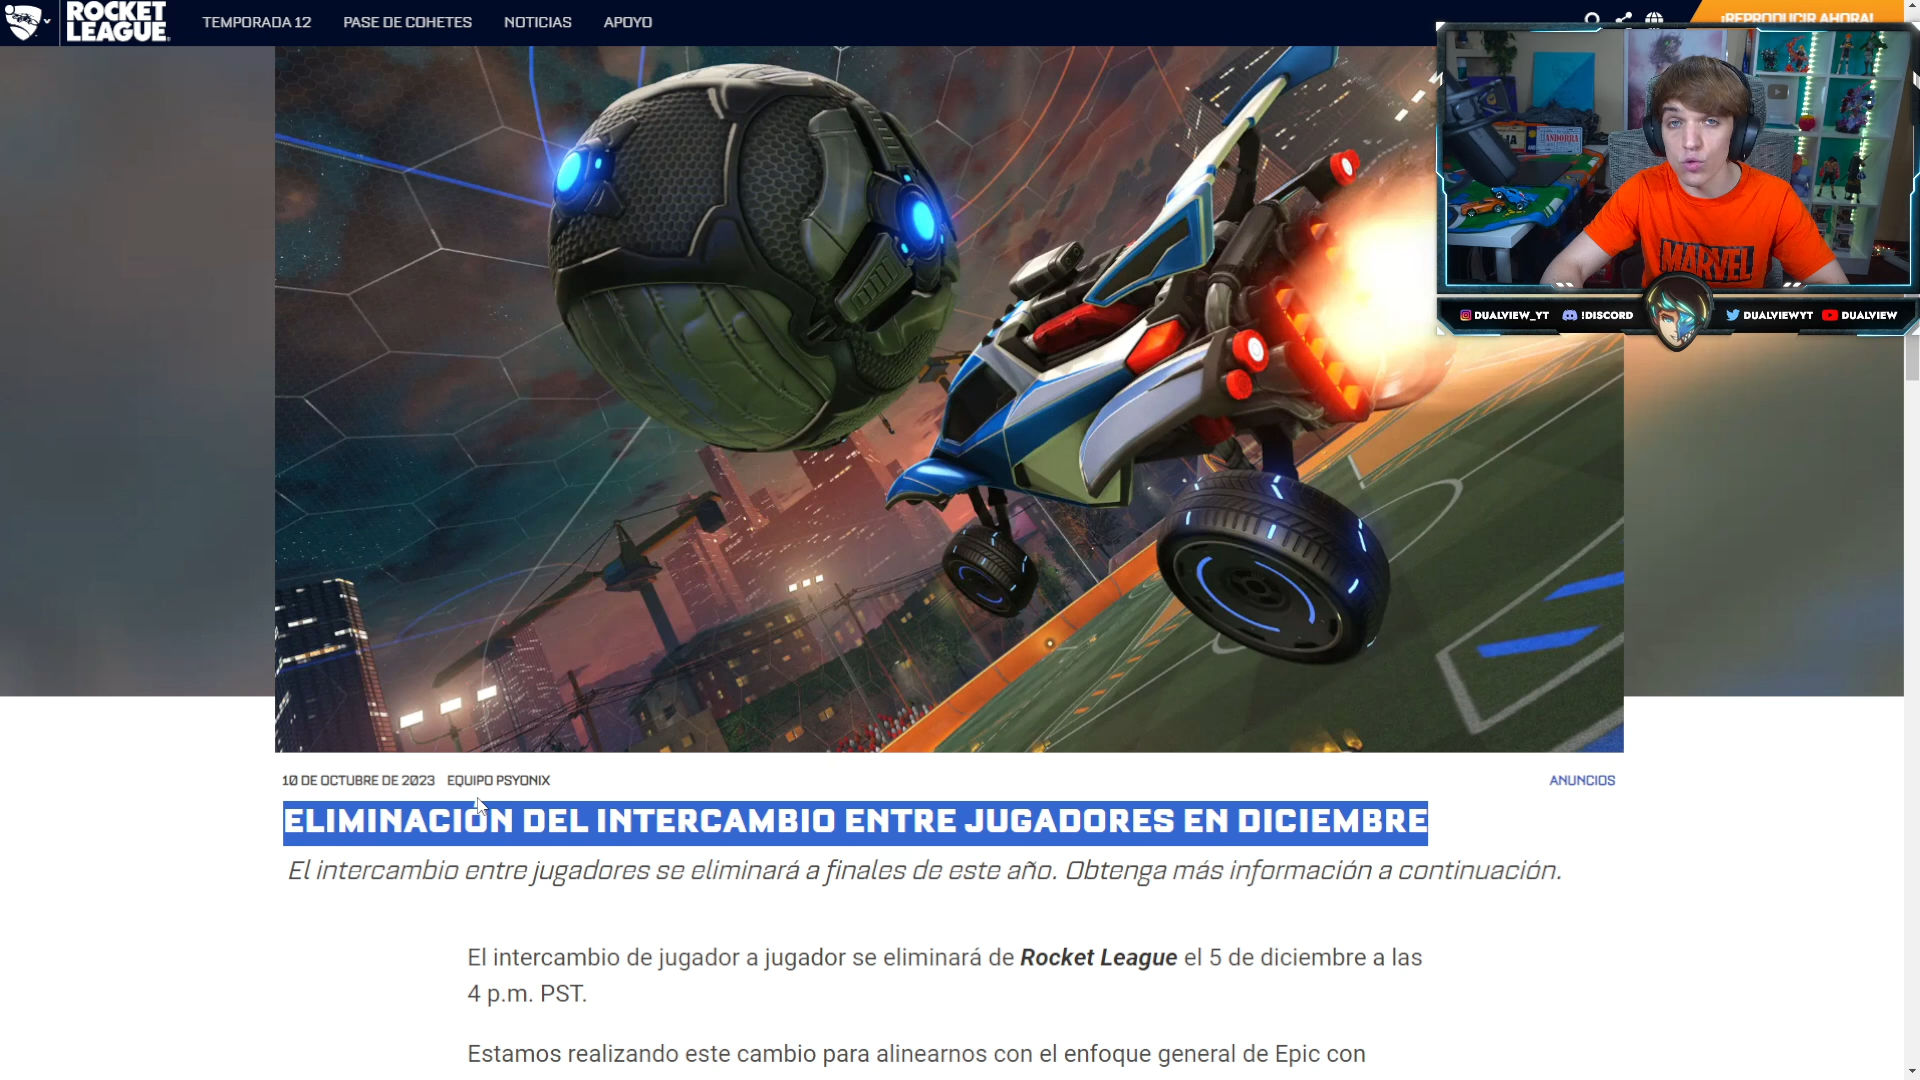 ROCKET
LEAGUE
TEMPORADA 12 PASE DE COHETES NOTICIAS APOYO
¡REPRODUCIR AHORA!
ANDORRA
MARVEL
DUALVIEW_YT !DISCORD DUALVIEWYT DUALVIEW
10 DE OCTUBRE DE 2023 EQUIPO PSYONIX ANUNCIOS
ELIMINACIÓN DEL INTERCAMBIO ENTRE JUGADORES EN DICIEMBRE
El intercambio entre jugadores se eliminará a finales de este año. Obtenga más información a continuación.
El intercambio de jugador a jugador se eliminará de Rocket League el 5 de diciembre a las
4 p.m. PST.
Estamos realizando este cambio para alinearnos con el enfoque general de Epic con